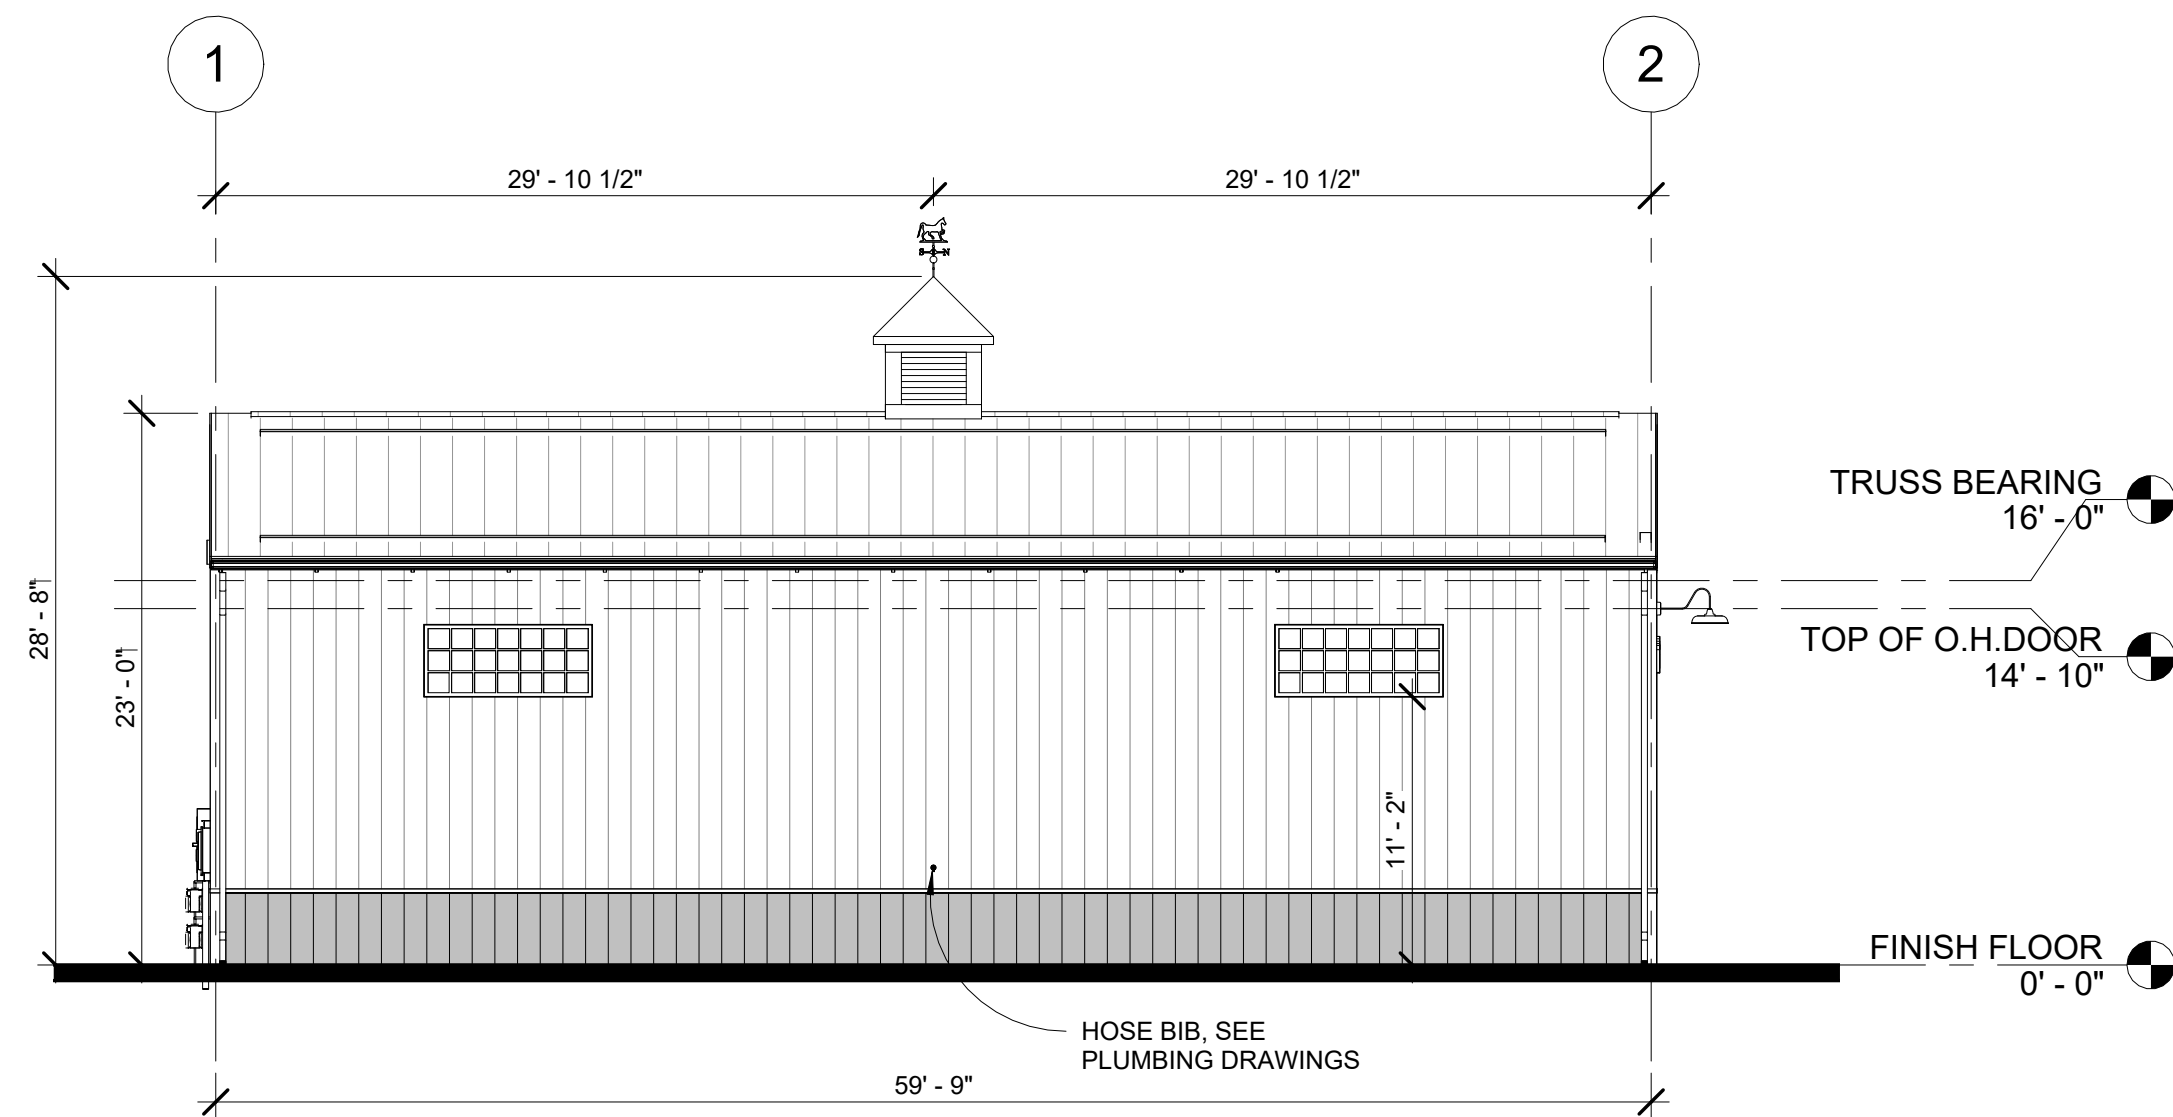 1
2
29' - 10 1/2"
29' - 10 1/2"
S N
TRUSS BEARING
16' - 0"
28' - 8"
23' - 0"
TOP OF O.H.DOOR
14' - 10"
11' - 2"
FINISH FLOOR
0' - 0"
HOSE BIB, SEE
PLUMBING DRAWINGS
59' - 9"